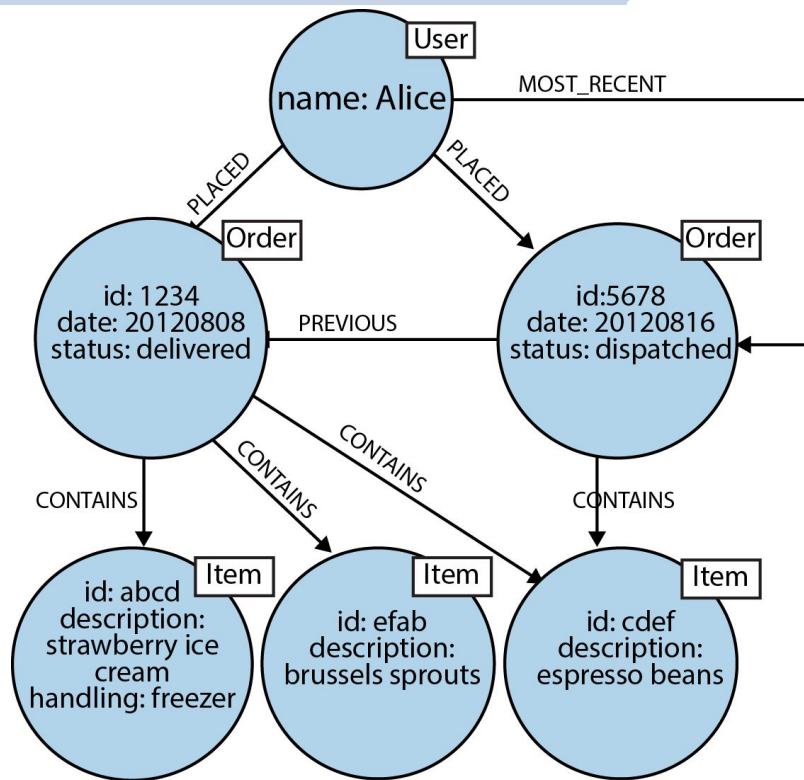 User
name: Alice
MOST_RECENT
PLACED
PLACED
Order
Order
id: 1234
date: 20120808
status: delivered
PREVIOUS
id:5678
date: 20120816
status: dispatched
CONTAINS
CONTAINS
CONTAINS
CONTAINS
Item
Item
Item
id: abcd
description:
strawberry ice
cream
handling: freezer
id: efab
description:
brussels sprouts
id: cdef
description:
espresso beans